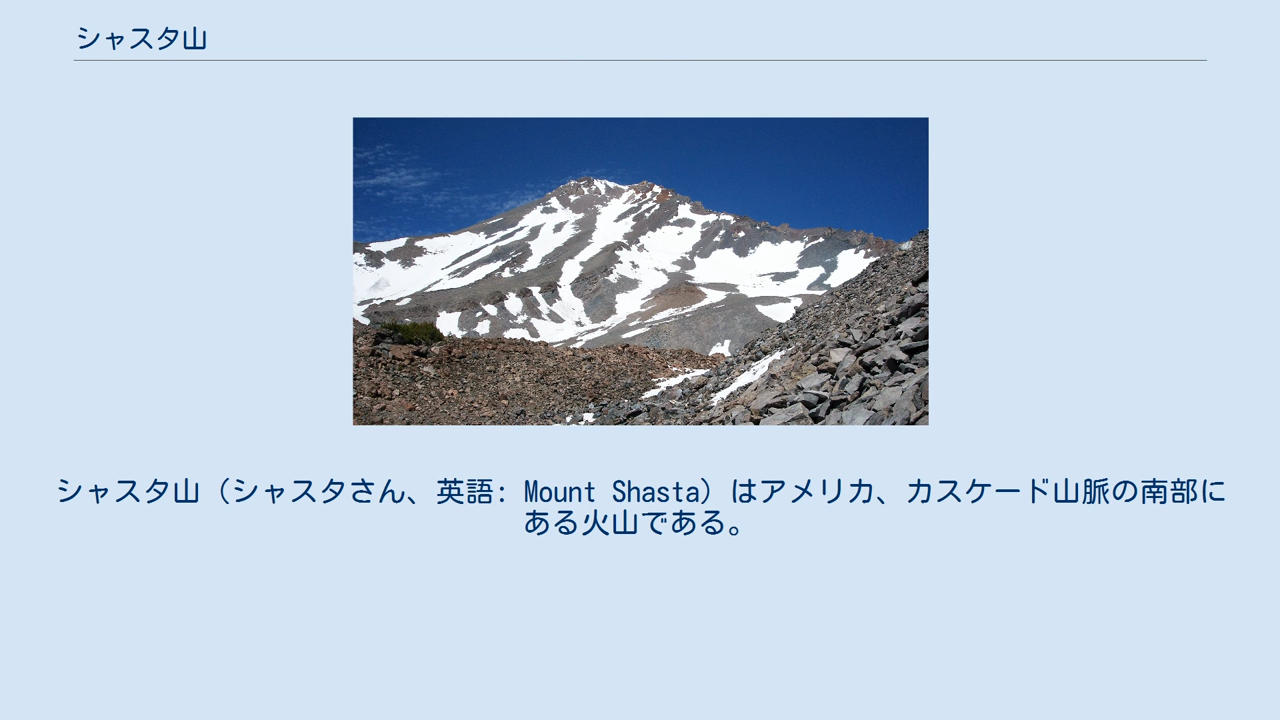 シャスタ山
シャスタ山（シャスタさん、英語: Mount Shasta）はアメリカ、カスケード山脈の南部に
ある火山である。